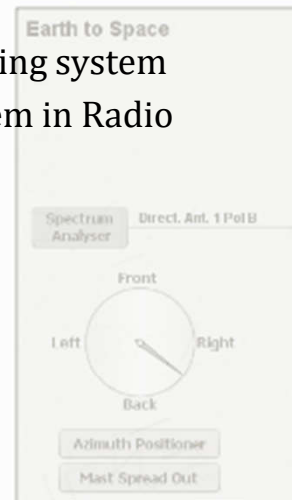 Earth to Space
ing system
em in Radio
Spectrum Analyser
Direct. Ant. 1 Pol B
Front
Left
Right
Back
Azimuth Positioner
Mast Spread Out